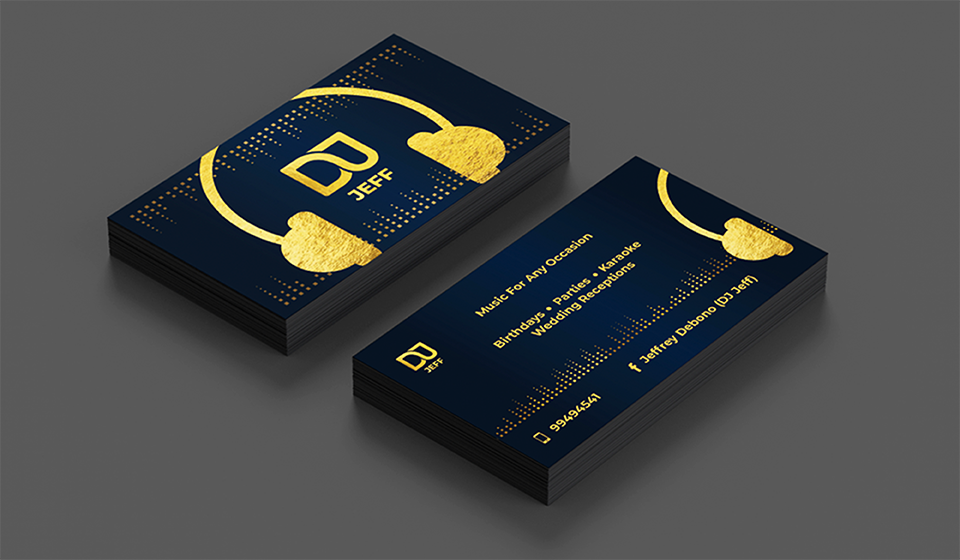 DJ
JEFF
Music For Any Occasion
Birthdays • Parties • Karaoke
Wedding Receptions
DJ
JEFF
f Jeffrey Debono (DJ Jeff)
99494541